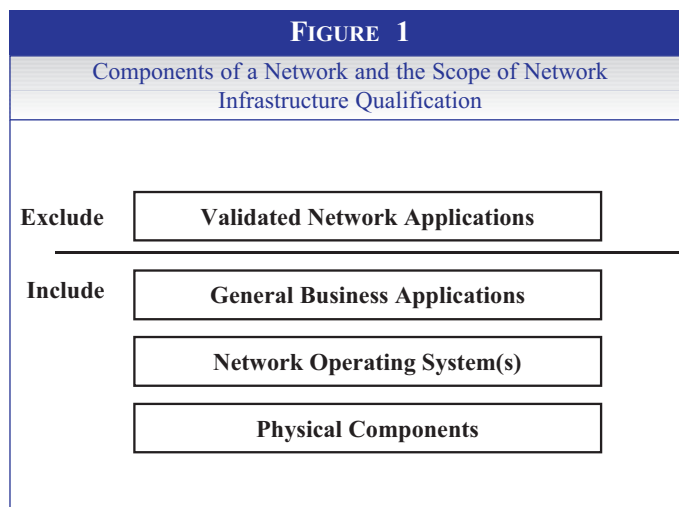 FIGURE 1
Components of a Network and the Scope of Network
Infrastructure Qualification
Exclude
Validated Network Applications
Include
General Business Applications
Network Operating System(s)
Physical Components